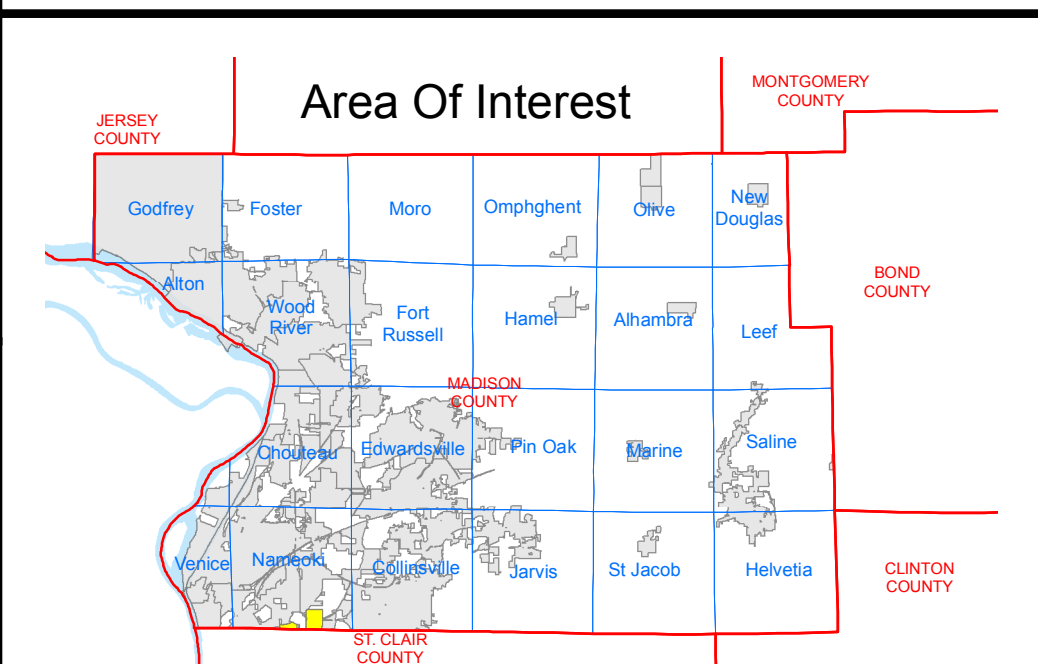 Area Of Interest
MONTGOMERY
COUNTY
JERSEY
COUNTY
Godfrey
Foster
Moro
Omphghent
Olive
New
Douglas
Alton
Wood
River
Fort
Russell
Hamel
Alhambra
Leef
BOND
COUNTY
MADISON
COUNTY
Chouteau
Edwardsville
Pin Oak
Marine
Saline
Venice
Nameoki
Collinsville
Jarvis
St Jacob
Helvetia
CLINTON
COUNTY
ST. CLAIR
COUNTY